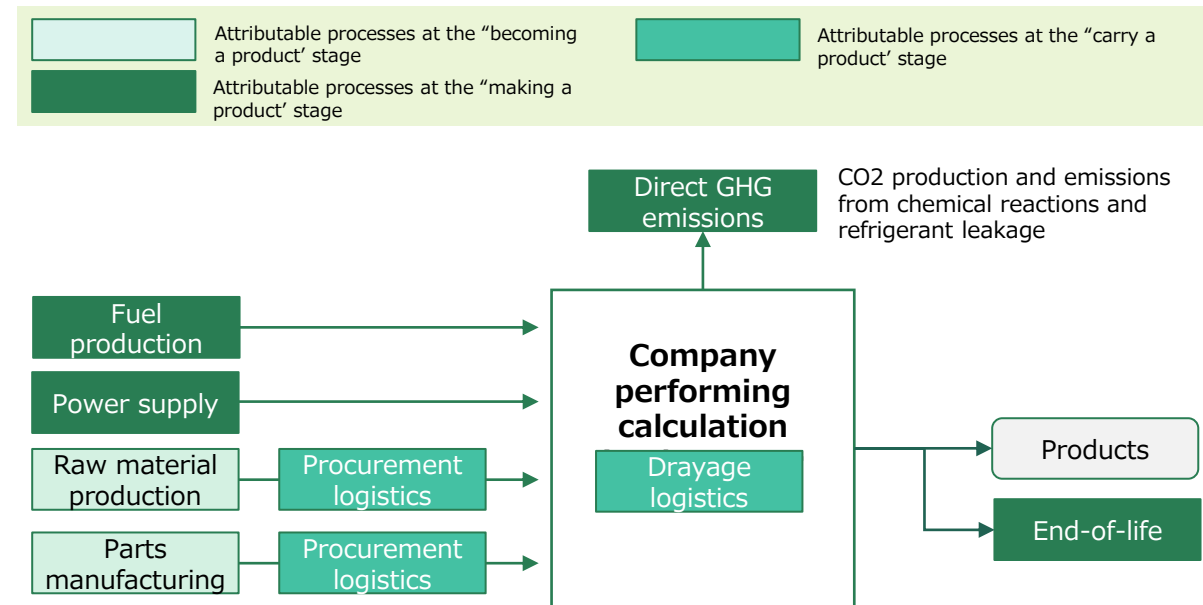 Attributable processes at the “becoming
a product’ stage
Attributable processes at the “carry a
product’ stage
Attributable processes at the “making a
product’ stage
Direct GHG
emissions
CO2 production and emissions
from chemical reactions and
refrigerant leakage
Fuel
production
Power supply
Raw material
production
Procurement
logistics
Parts
manufacturing
Procurement
logistics
Company
performing
calculation
Drayage
logistics
Products
End-of-life